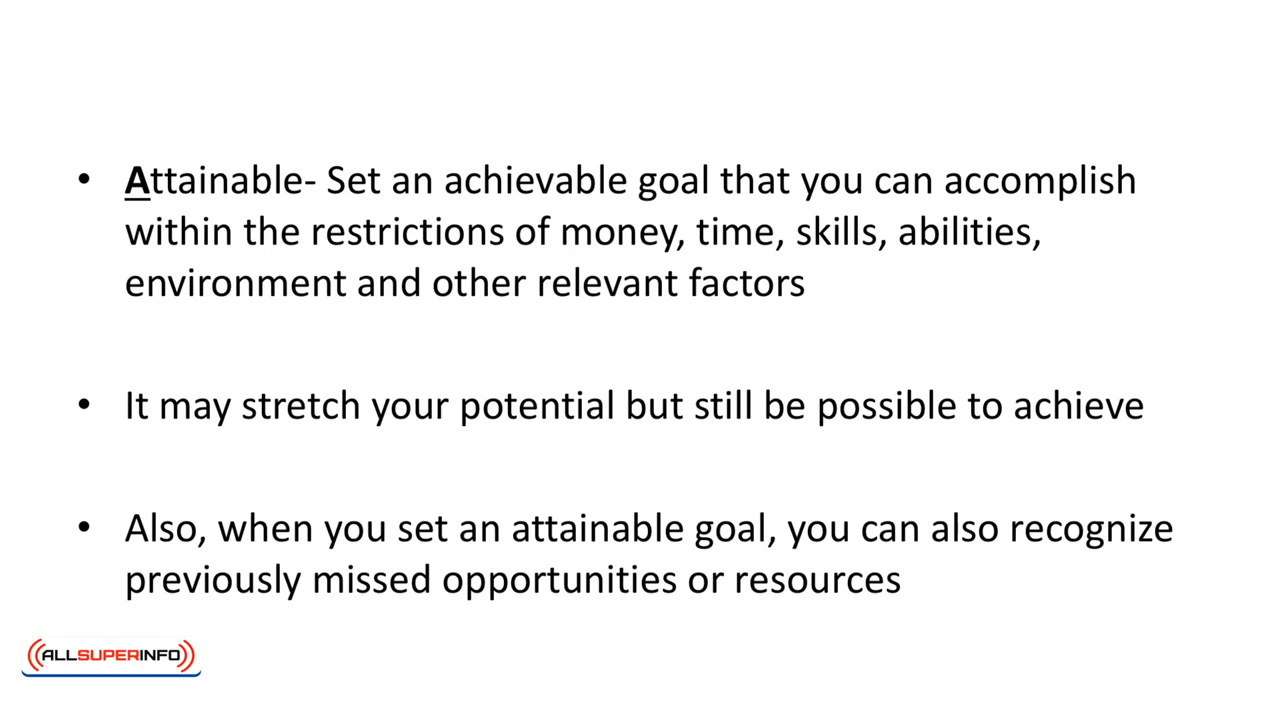 • Attainable- Set an achievable goal that you can accomplish
within the restrictions of money, time, skills, abilities,
environment and other relevant factors
• It may stretch your potential but still be possible to achieve
• Also, when you set an attainable goal, you can also recognize
previously missed opportunities or resources
ALLSUPERINFO